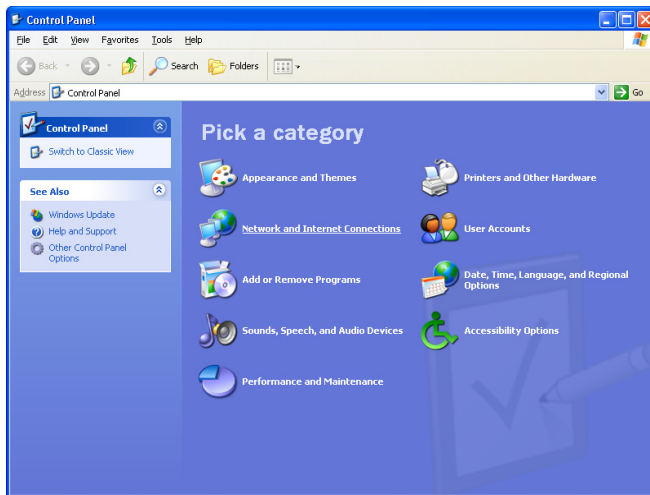 Control Panel
File Edit View Favorites Tools Help
Back Search Folders
Address Control Panel Go
Control Panel
Switch to Classic View
See Also
Windows Update
Help and Support
Other Control Panel
Options
Pick a category
Appearance and Themes
Printers and Other Hardware
Network and Internet Connections
User Accounts
Add or Remove Programs
Date, Time, Language, and Regional
Options
Sounds, Speech, and Audio Devices
Accessibility Options
Performance and Maintenance